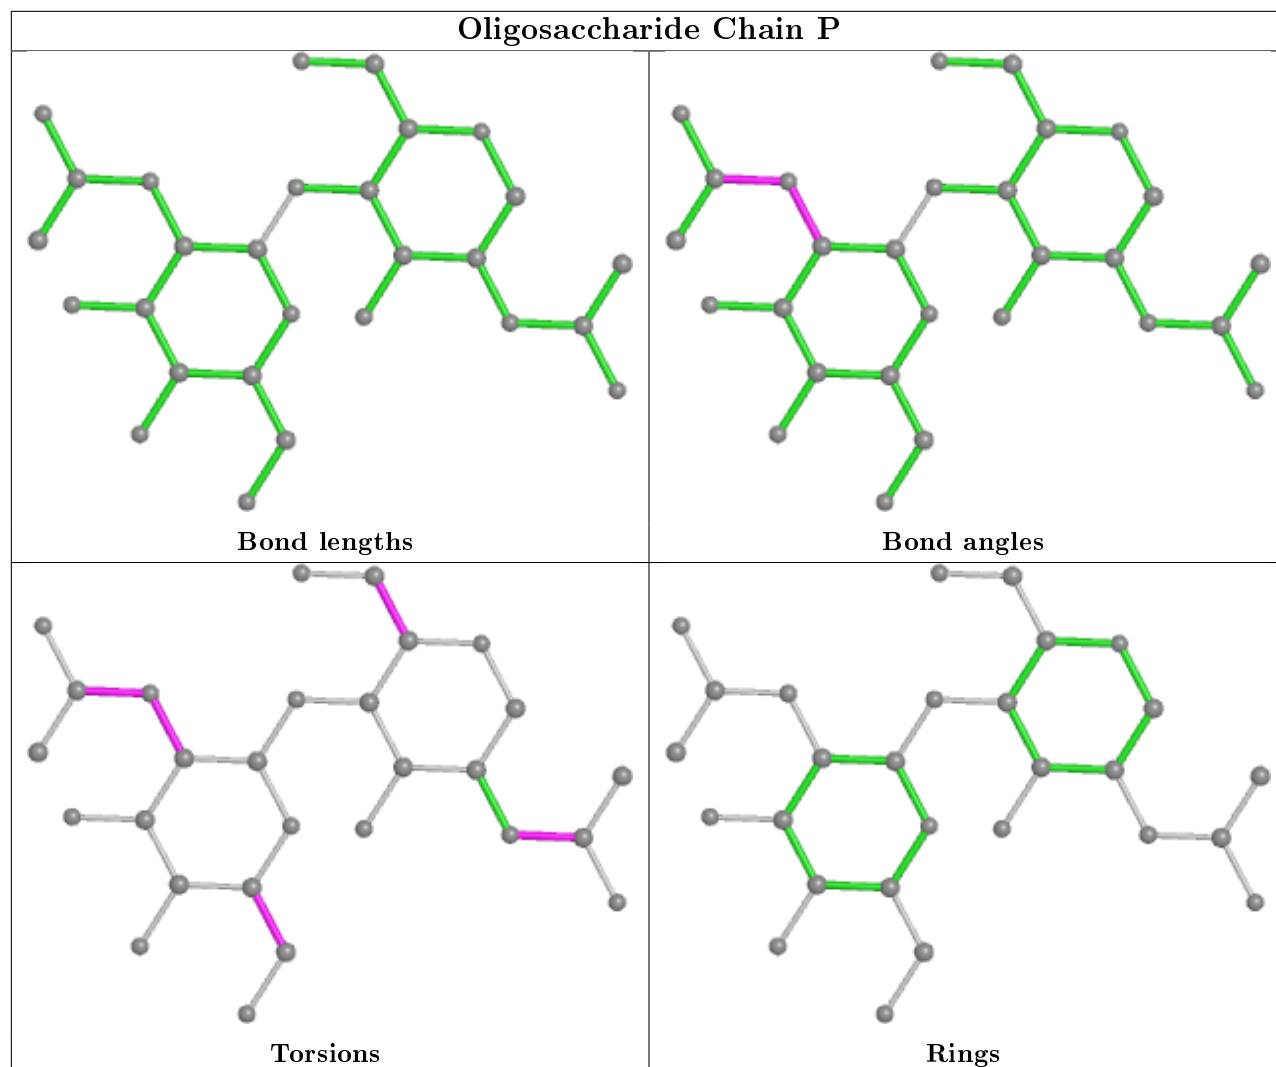 Oligosaccharide Chain P
Bond lengths
Bond angles
Torsions
Rings